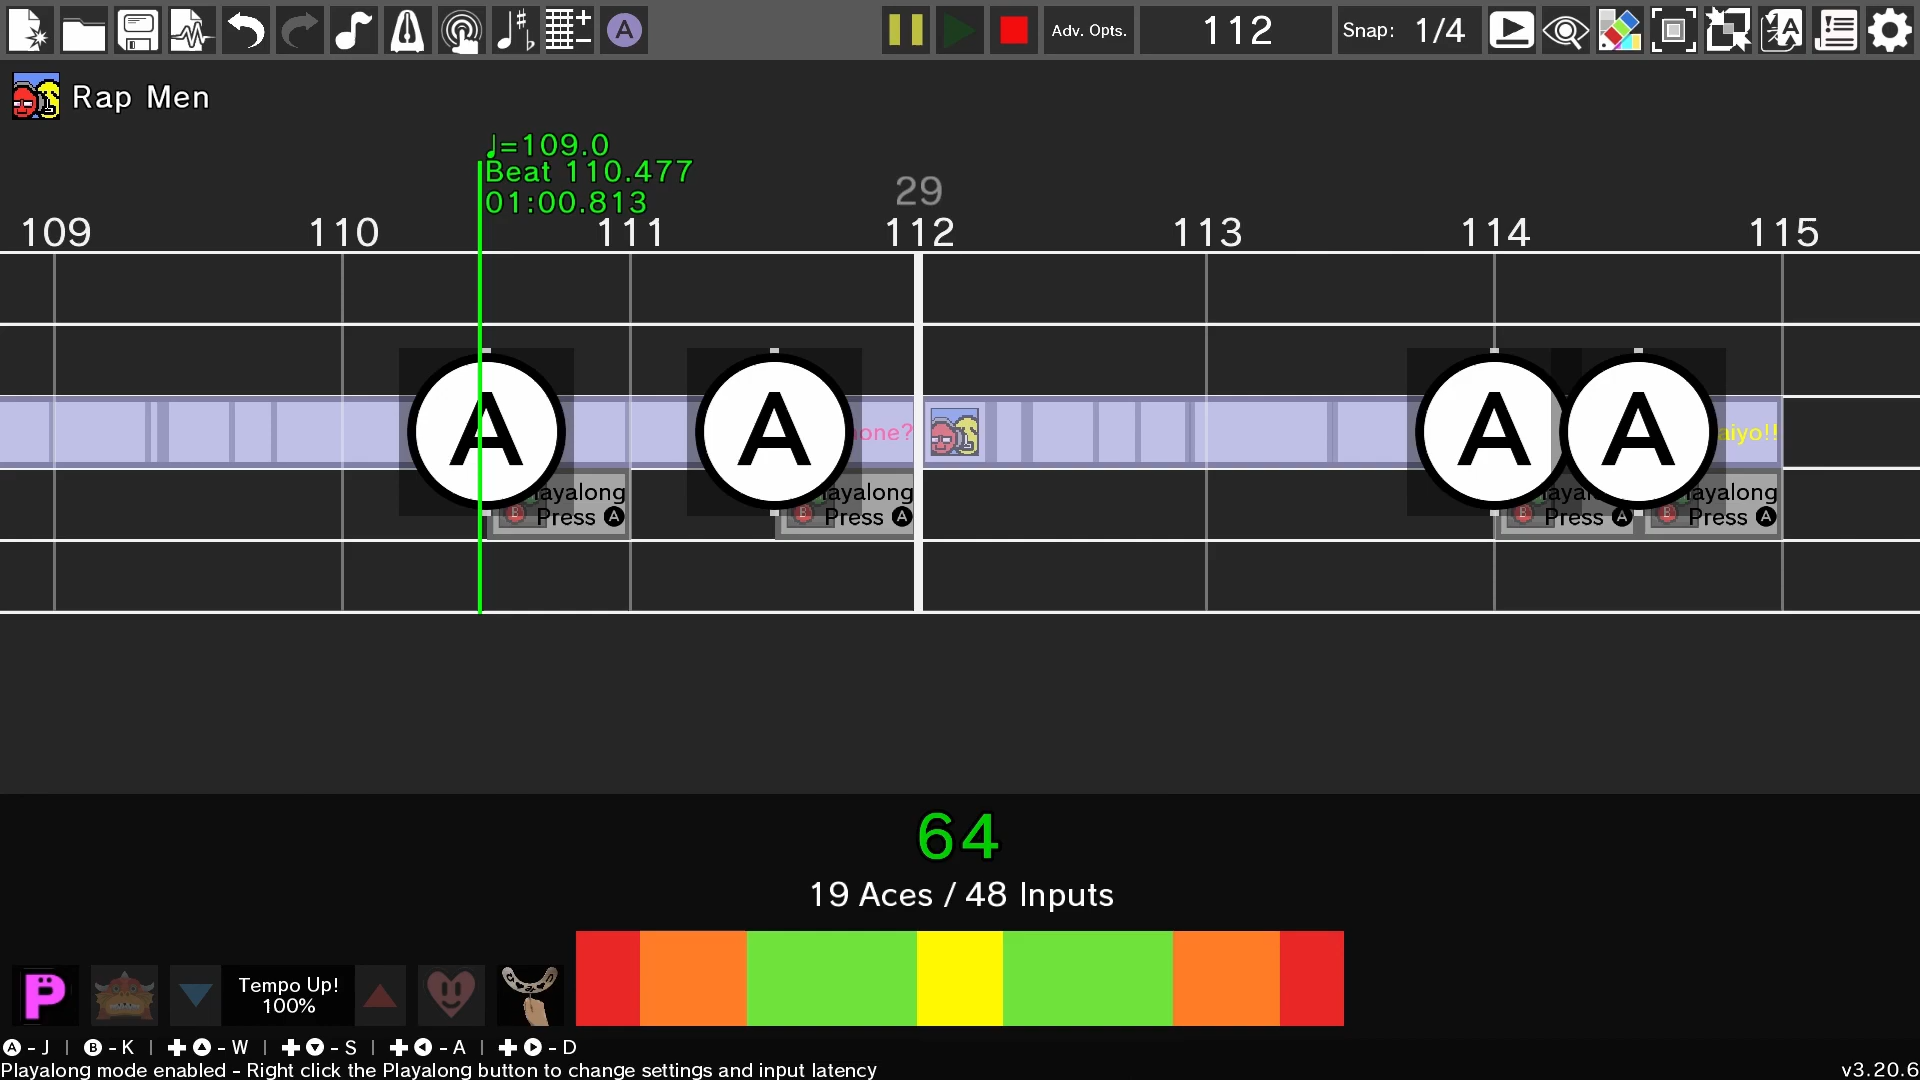 A
Adv. Opts.
112
Snap: 1/4
Rap Men
♩=109.0
Beat 110.477
01:00.813
29
109 110 111 112 113 114 115
A A A A
one?
aiyo!!
ayalong
Press A
ayalong
Press A
Press A
ayalong
Press A
64
19 Aces / 48 Inputs
P
Tempo Up!
100%
A - J | B - K | ▲ - W | ▼ - S | ◀ - A | ▶ - D
Playalong mode enabled - Right click the Playalong button to change settings and input latency
v3.20.6